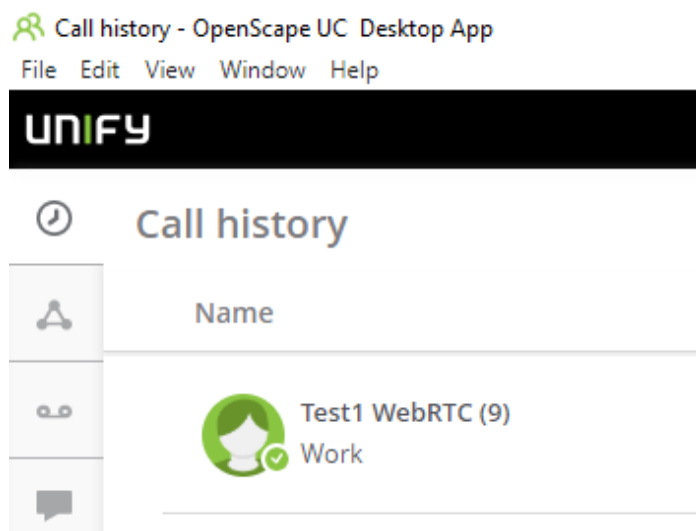 Call history - OpenScape UC Desktop App
File Edit View Window Help
UNIFY
Call history
Name
Test1 WebRTC (9)
Work